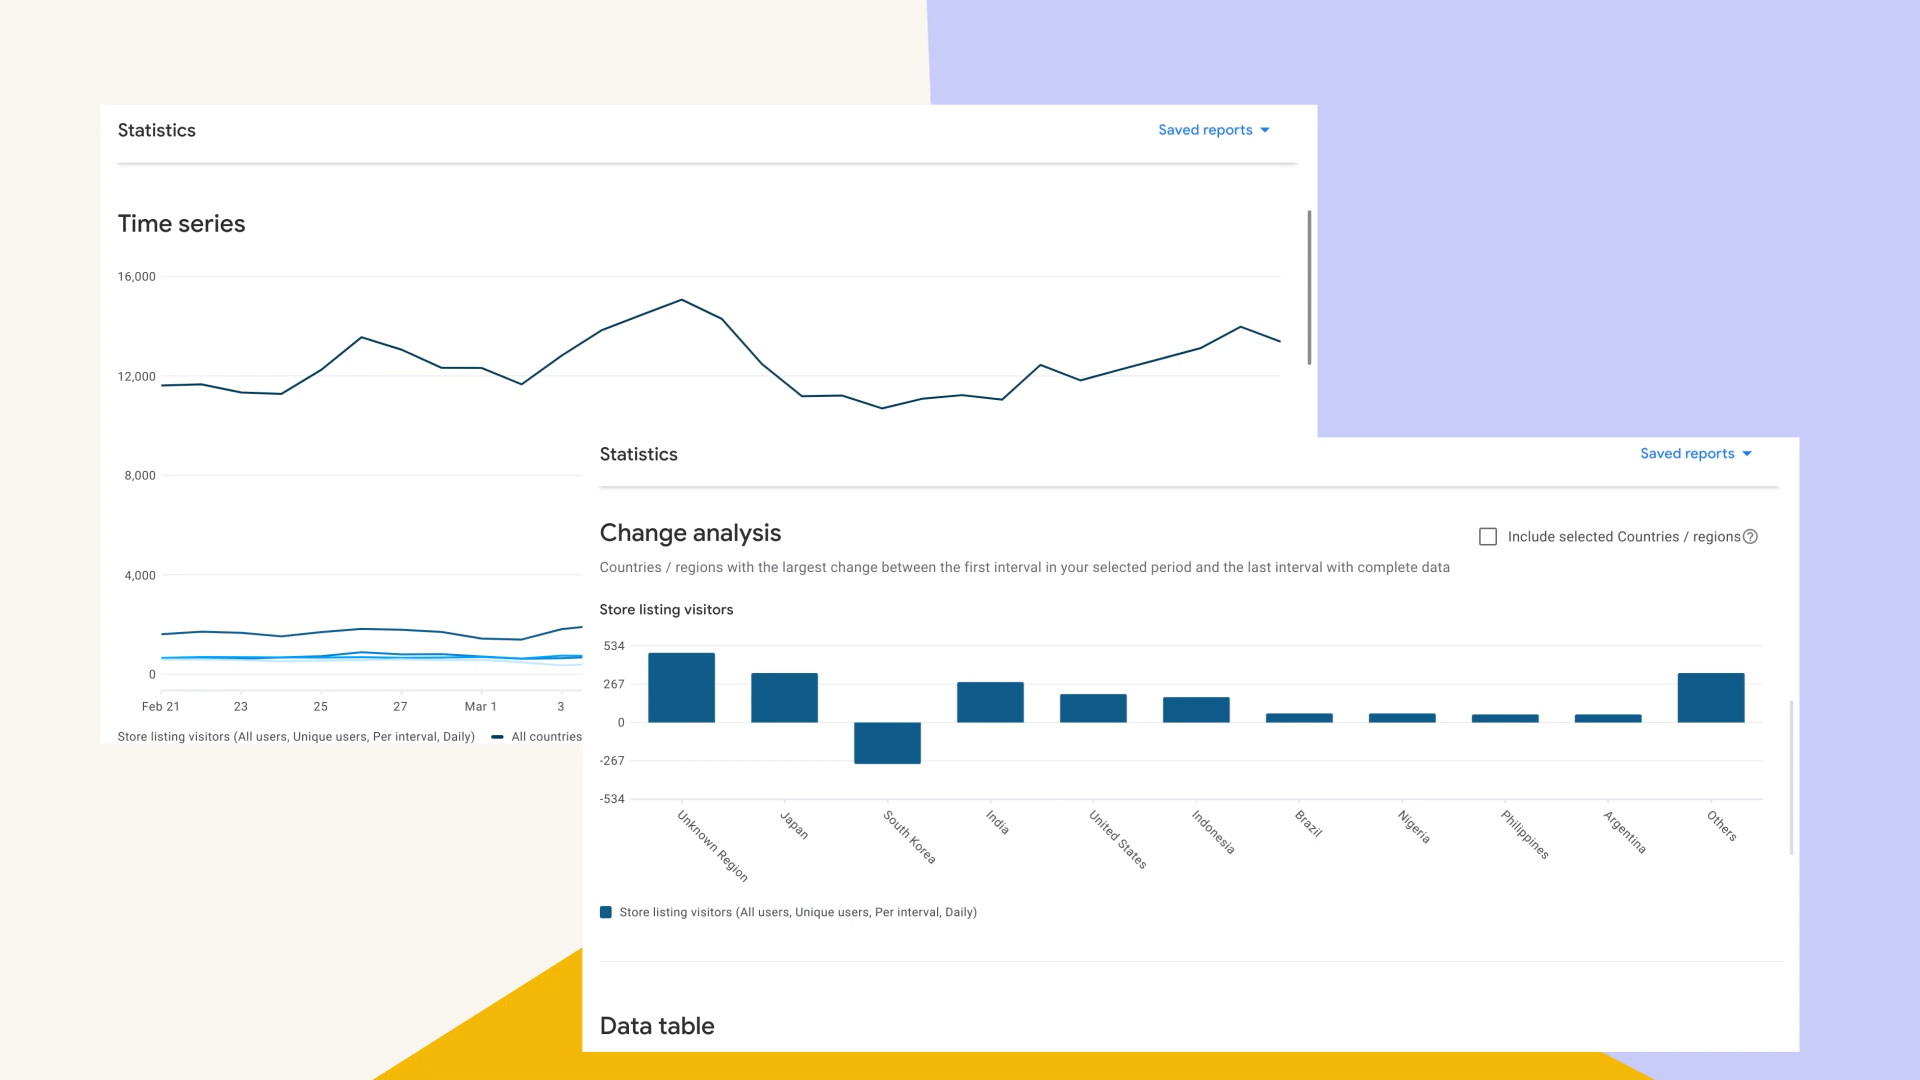 Statistics
Saved reports
Time series
16,000
12,000
8,000
4,000
0
Feb 21
23
25
27
Mar 1
3
Store listing visitors (All users, Unique users, Per interval, Daily)
All countries
Statistics
Saved reports
Change analysis
Include selected Countries / regions
Countries / regions with the largest change between the first interval in your selected period and the last interval with complete data
Store listing visitors
534
267
0
-267
-534
Unknown Region
Japan
South Korea
India
United States
Indonesia
Brazil
Nigeria
Philippines
Argentina
Others
Store listing visitors (All users, Unique users, Per interval, Daily)
Data table